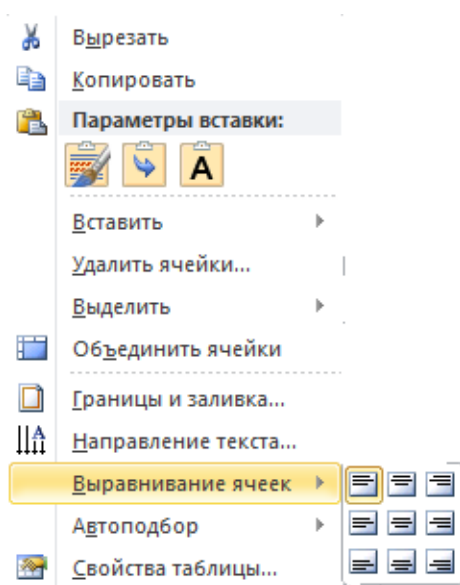 Вырезать
Копировать
Параметры вставки:
A
Вставить
Удалить ячейки...
Выделить
Объединить ячейки
Границы и заливка...
Направление текста...
Выравнивание ячеек
Автоподбор
Свойства таблицы...